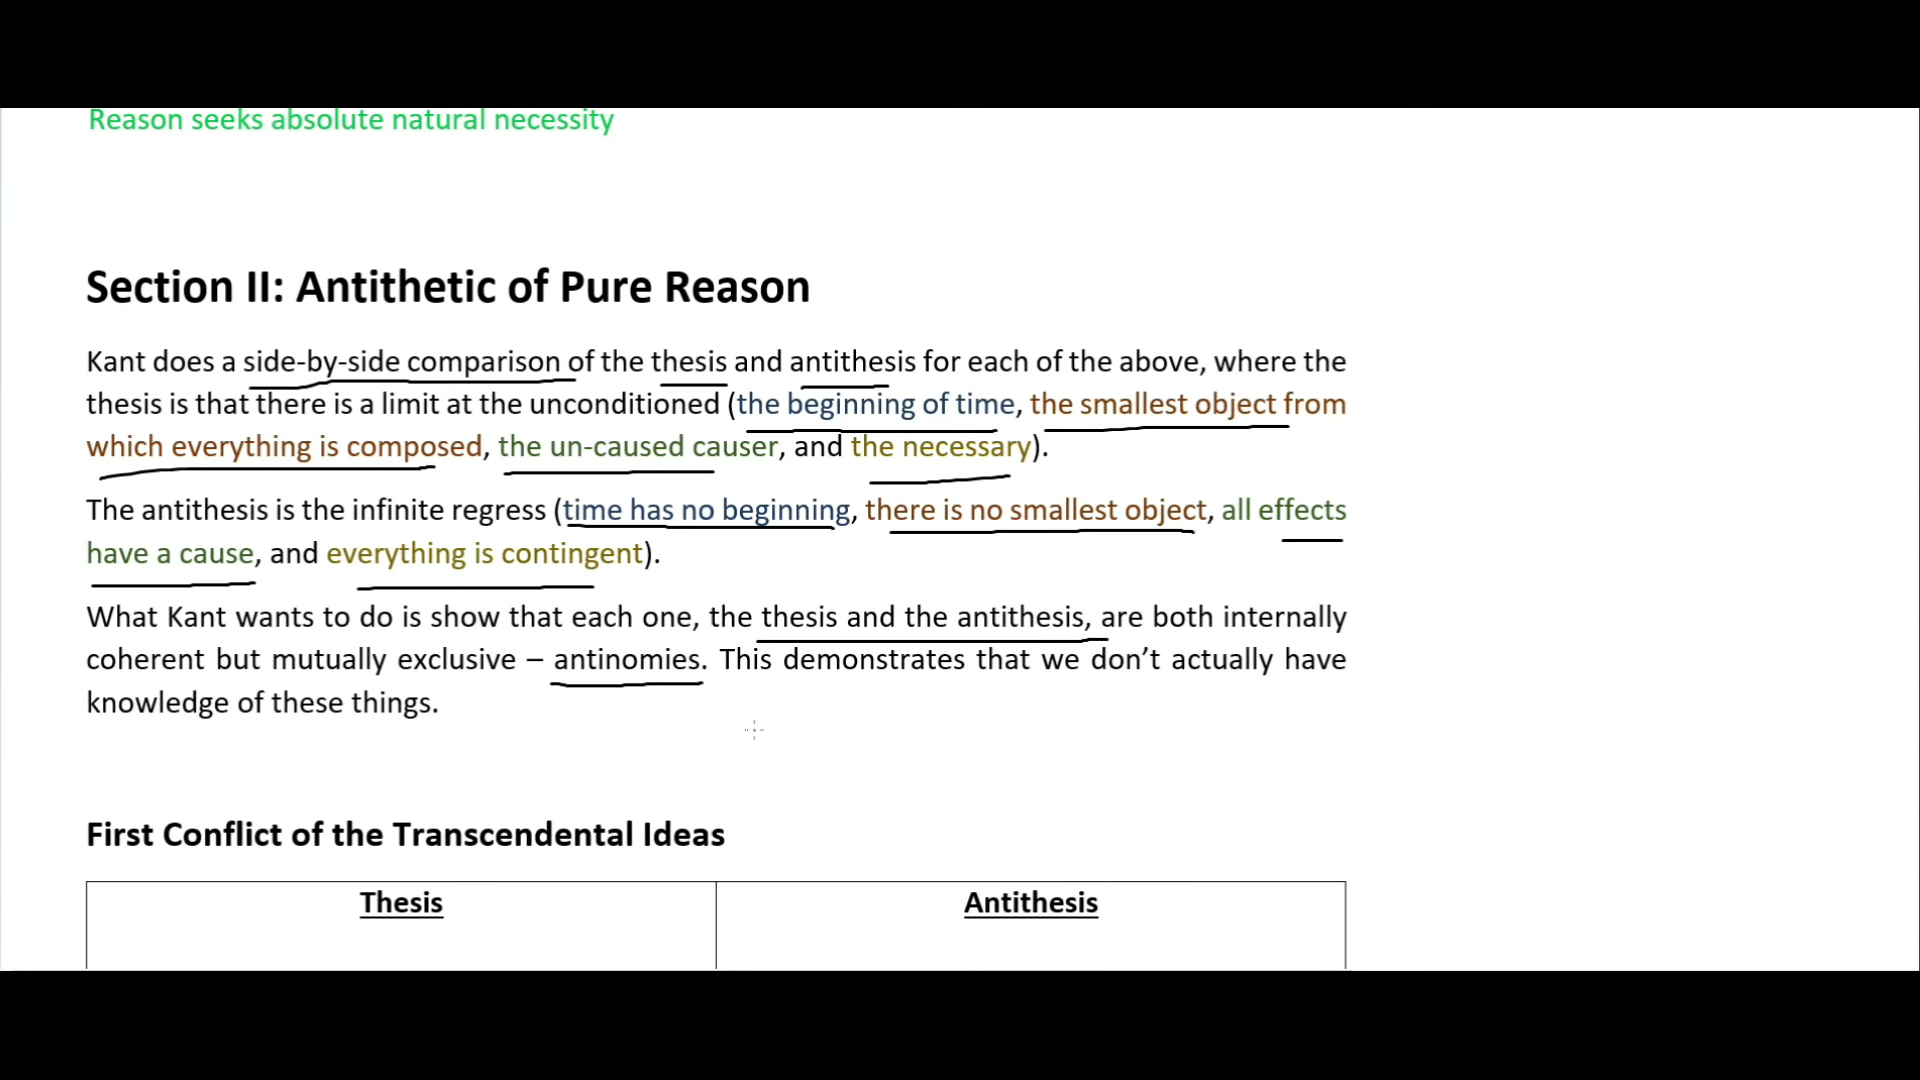 Reason seeks absolute natural necessity
Section II: Antithetic of Pure Reason
Kant does a side-by-side comparison of the thesis and antithesis for each of the above, where the
thesis is that there is a limit at the unconditioned (the beginning of time, the smallest object from
which everything is composed, the un-caused causer, and the necessary).
The antithesis is the infinite regress (time has no beginning, there is no smallest object, all effects
have a cause, and everything is contingent).
What Kant wants to do is show that each one, the thesis and the antithesis, are both internally
coherent but mutually exclusive – antinomies. This demonstrates that we don’t actually have
knowledge of these things.
First Conflict of the Transcendental Ideas
Thesis
Antithesis